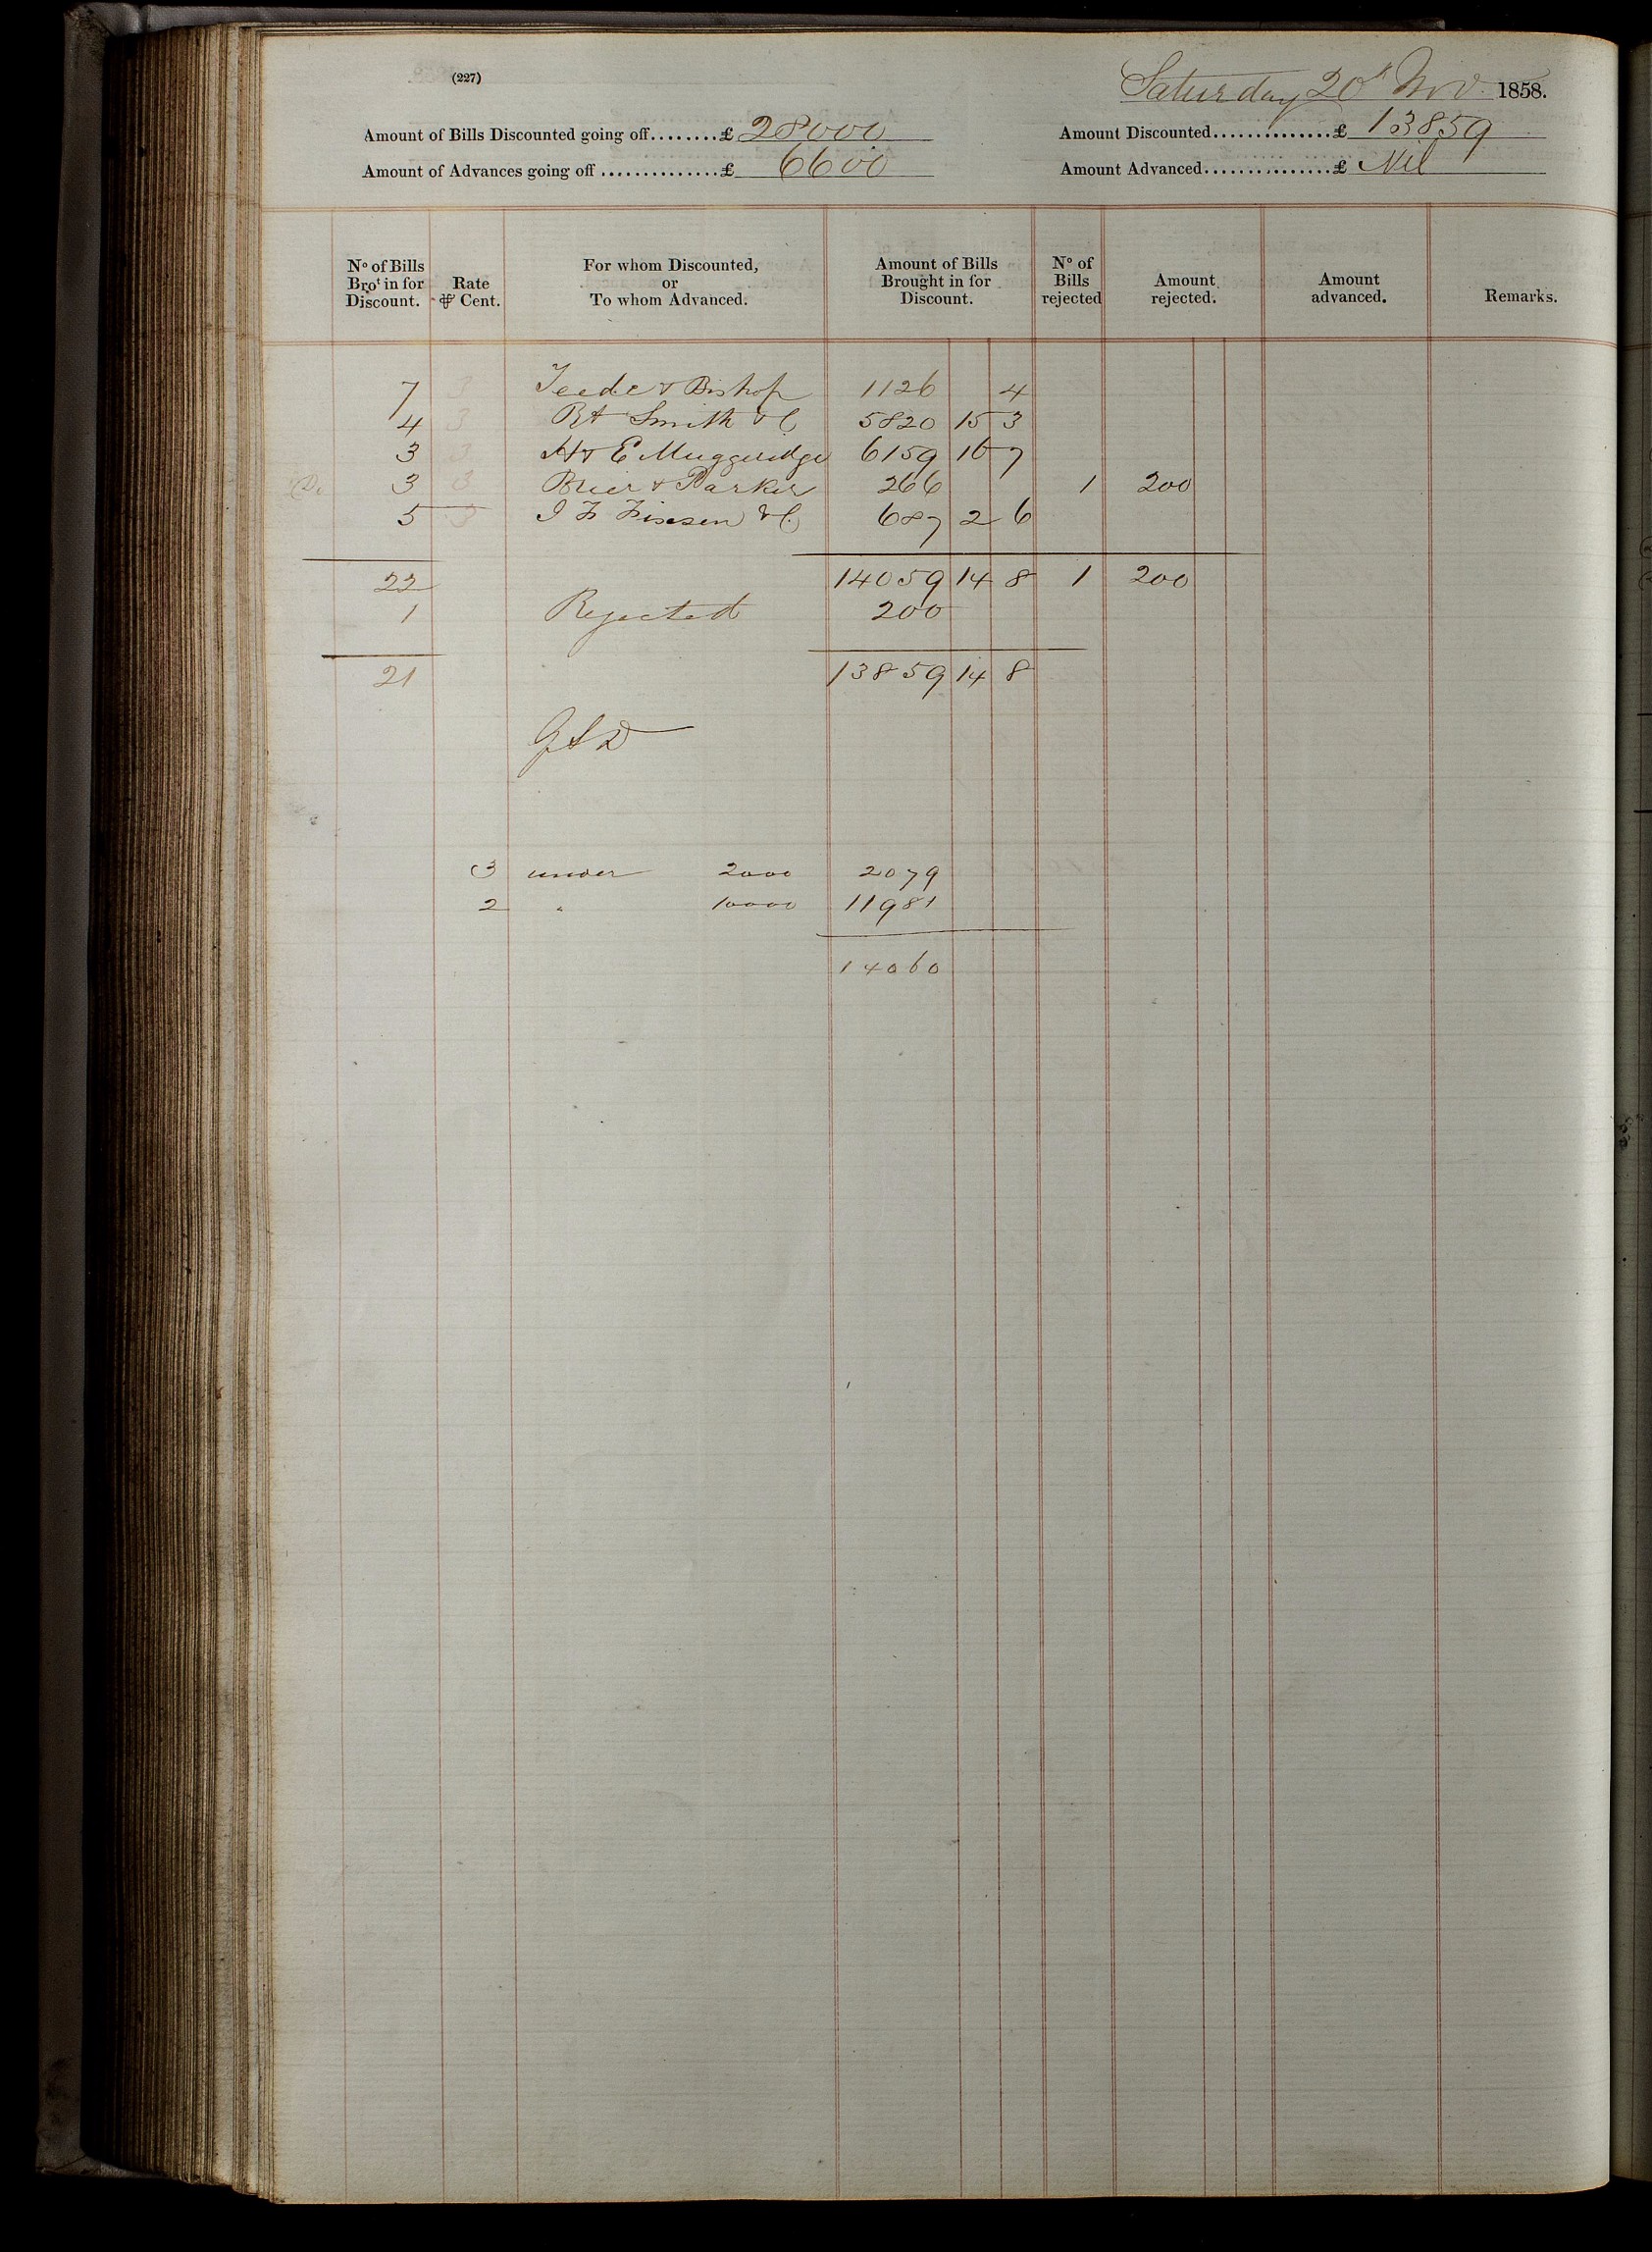 (227)
Saturday 20th Nov. 1858.
Amount of Bills Discounted going off........£ 28000
Amount Discounted..............£ 13859
Amount of Advances going off..............£ 6600
Amount Advanced...............£ Nil
No of Bills Brot in for Discount. Rate ⅌ Cent. For whom Discounted, or To whom Advanced. Amount of Bills Brought in for Discount. No of Bills rejected Amount rejected. Amount advanced. Remarks.
7 3 Teede & Bishop 1126 4
4 3 Rt Smith & C 5820 15 3
3 3 H & E Muggeridge 6159 16 7
3 3 Brier & Parker 266 1 200
5 3 & C. 687 2 6
22 14059 14 8 1 200
1 Rejected 200
21 13859 14 8
3 under 2000 2079
2 " 10000 11981
14060